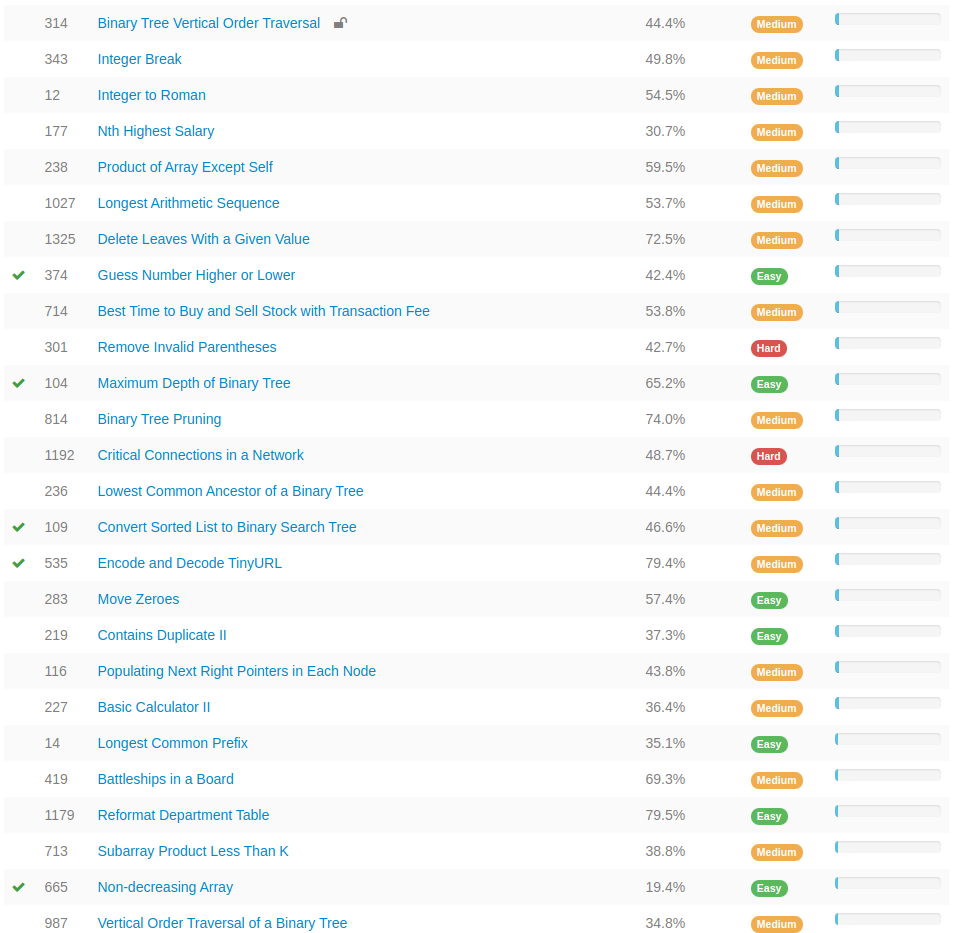 314 Binary Tree Vertical Order Traversal 44.4% Medium
343 Integer Break 49.8% Medium
12 Integer to Roman 54.5% Medium
177 Nth Highest Salary 30.7% Medium
238 Product of Array Except Self 59.5% Medium
1027 Longest Arithmetic Sequence 53.7% Medium
1325 Delete Leaves With a Given Value 72.5% Medium
374 Guess Number Higher or Lower 42.4% Easy
714 Best Time to Buy and Sell Stock with Transaction Fee 53.8% Medium
301 Remove Invalid Parentheses 42.7% Hard
104 Maximum Depth of Binary Tree 65.2% Easy
814 Binary Tree Pruning 74.0% Medium
1192 Critical Connections in a Network 48.7% Hard
236 Lowest Common Ancestor of a Binary Tree 44.4% Medium
109 Convert Sorted List to Binary Search Tree 46.6% Medium
535 Encode and Decode TinyURL 79.4% Medium
283 Move Zeroes 57.4% Easy
219 Contains Duplicate II 37.3% Easy
116 Populating Next Right Pointers in Each Node 43.8% Medium
227 Basic Calculator II 36.4% Medium
14 Longest Common Prefix 35.1% Easy
419 Battleships in a Board 69.3% Medium
1179 Reformat Department Table 79.5% Easy
713 Subarray Product Less Than K 38.8% Medium
665 Non-decreasing Array 19.4% Easy
987 Vertical Order Traversal of a Binary Tree 34.8% Medium